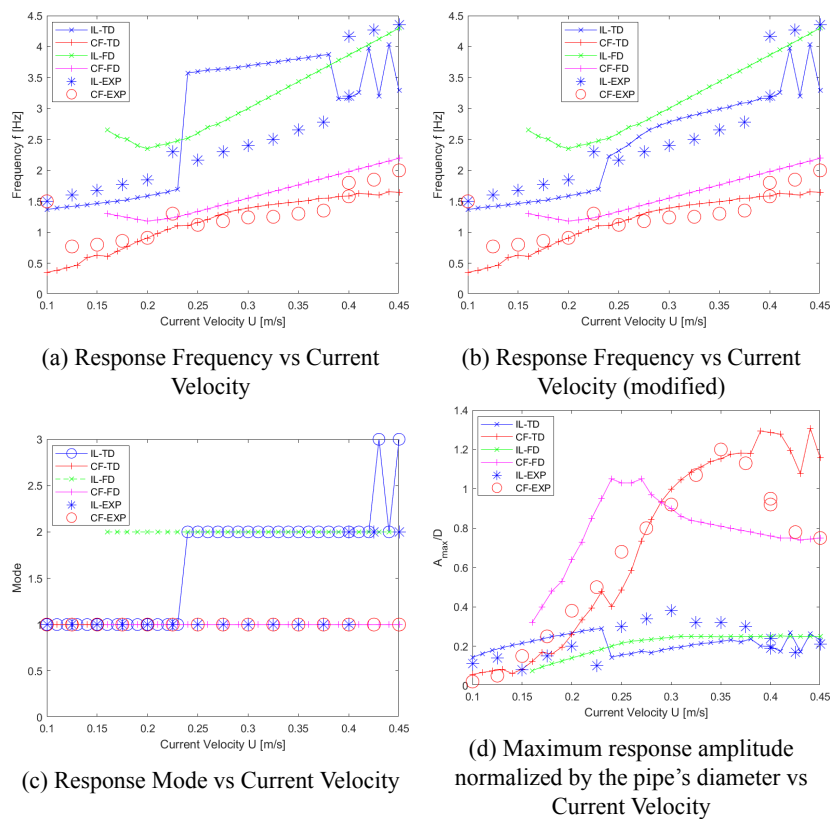 4.5
4
3.5
3
2.5
2
1.5
1
0.5
0
Frequency f [Hz]
IL-TD
CF-TD
IL-FD
CF-FD
IL-EXP
CF-EXP
0.1 0.15 0.2 0.25 0.3 0.35 0.4 0.45
Current Velocity U [m/s]
(a) Response Frequency vs Current
Velocity
4.5
4
3.5
3
2.5
2
1.5
1
0.5
0
Frequency f [Hz]
IL-TD
CF-TD
IL-FD
CF-FD
IL-EXP
CF-EXP
0.1 0.15 0.2 0.25 0.3 0.35 0.4 0.45
Current Velocity U [m/s]
(b) Response Frequency vs Current
Velocity (modified)
3
2.5
2
1.5
1
0.5
0
Mode
IL-TD
CF-TD
IL-FD
CF-FD
IL-EXP
CF-EXP
0.1 0.15 0.2 0.25 0.3 0.35 0.4 0.45
Current Velocity U [m/s]
(c) Response Mode vs Current Velocity
1.4
1.2
1
0.8
0.6
0.4
0.2
0
A_max/D
IL-TD
CF-TD
IL-FD
CF-FD
IL-EXP
CF-EXP
0.1 0.15 0.2 0.25 0.3 0.35 0.4 0.45
Current Velocity U [m/s]
(d) Maximum response amplitude
normalized by the pipe's diameter vs
Current Velocity